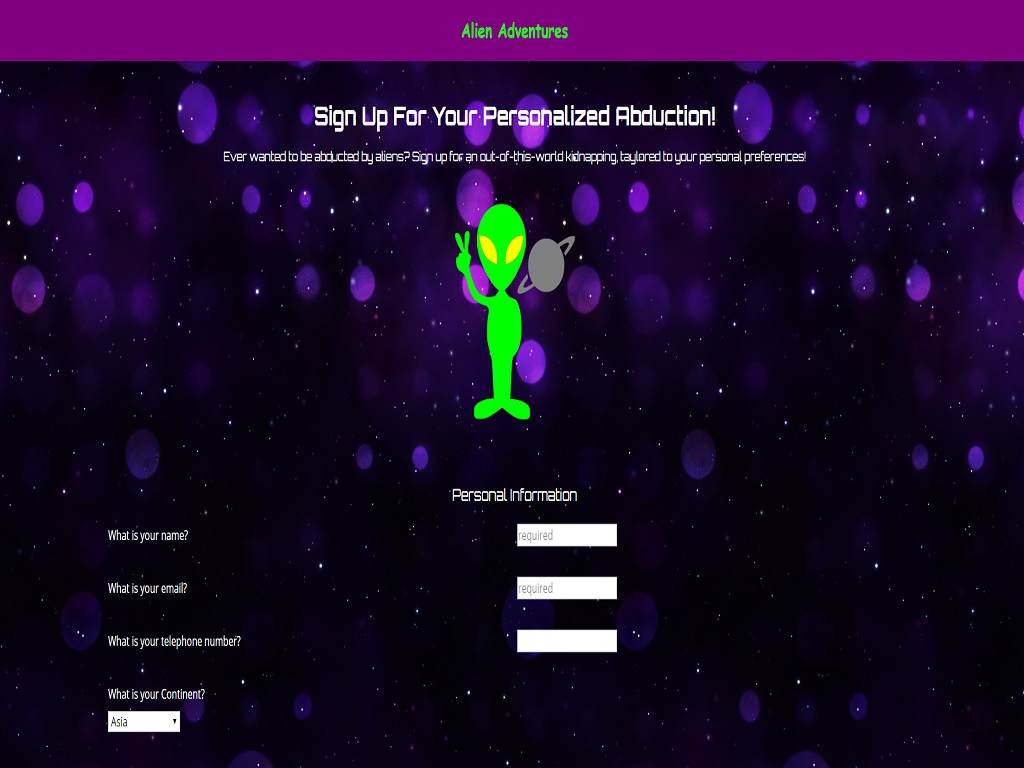 Alien Adventures
Sign Up For Your Personalized Abduction!
Ever wanted to be abducted by aliens? Sign up for an out-of-this-world kidnapping, taylored to your personal preferences!
Personal Information
What is your name?
required
What is your email?
required
What is your telephone number?
What is your Continent?
Asia